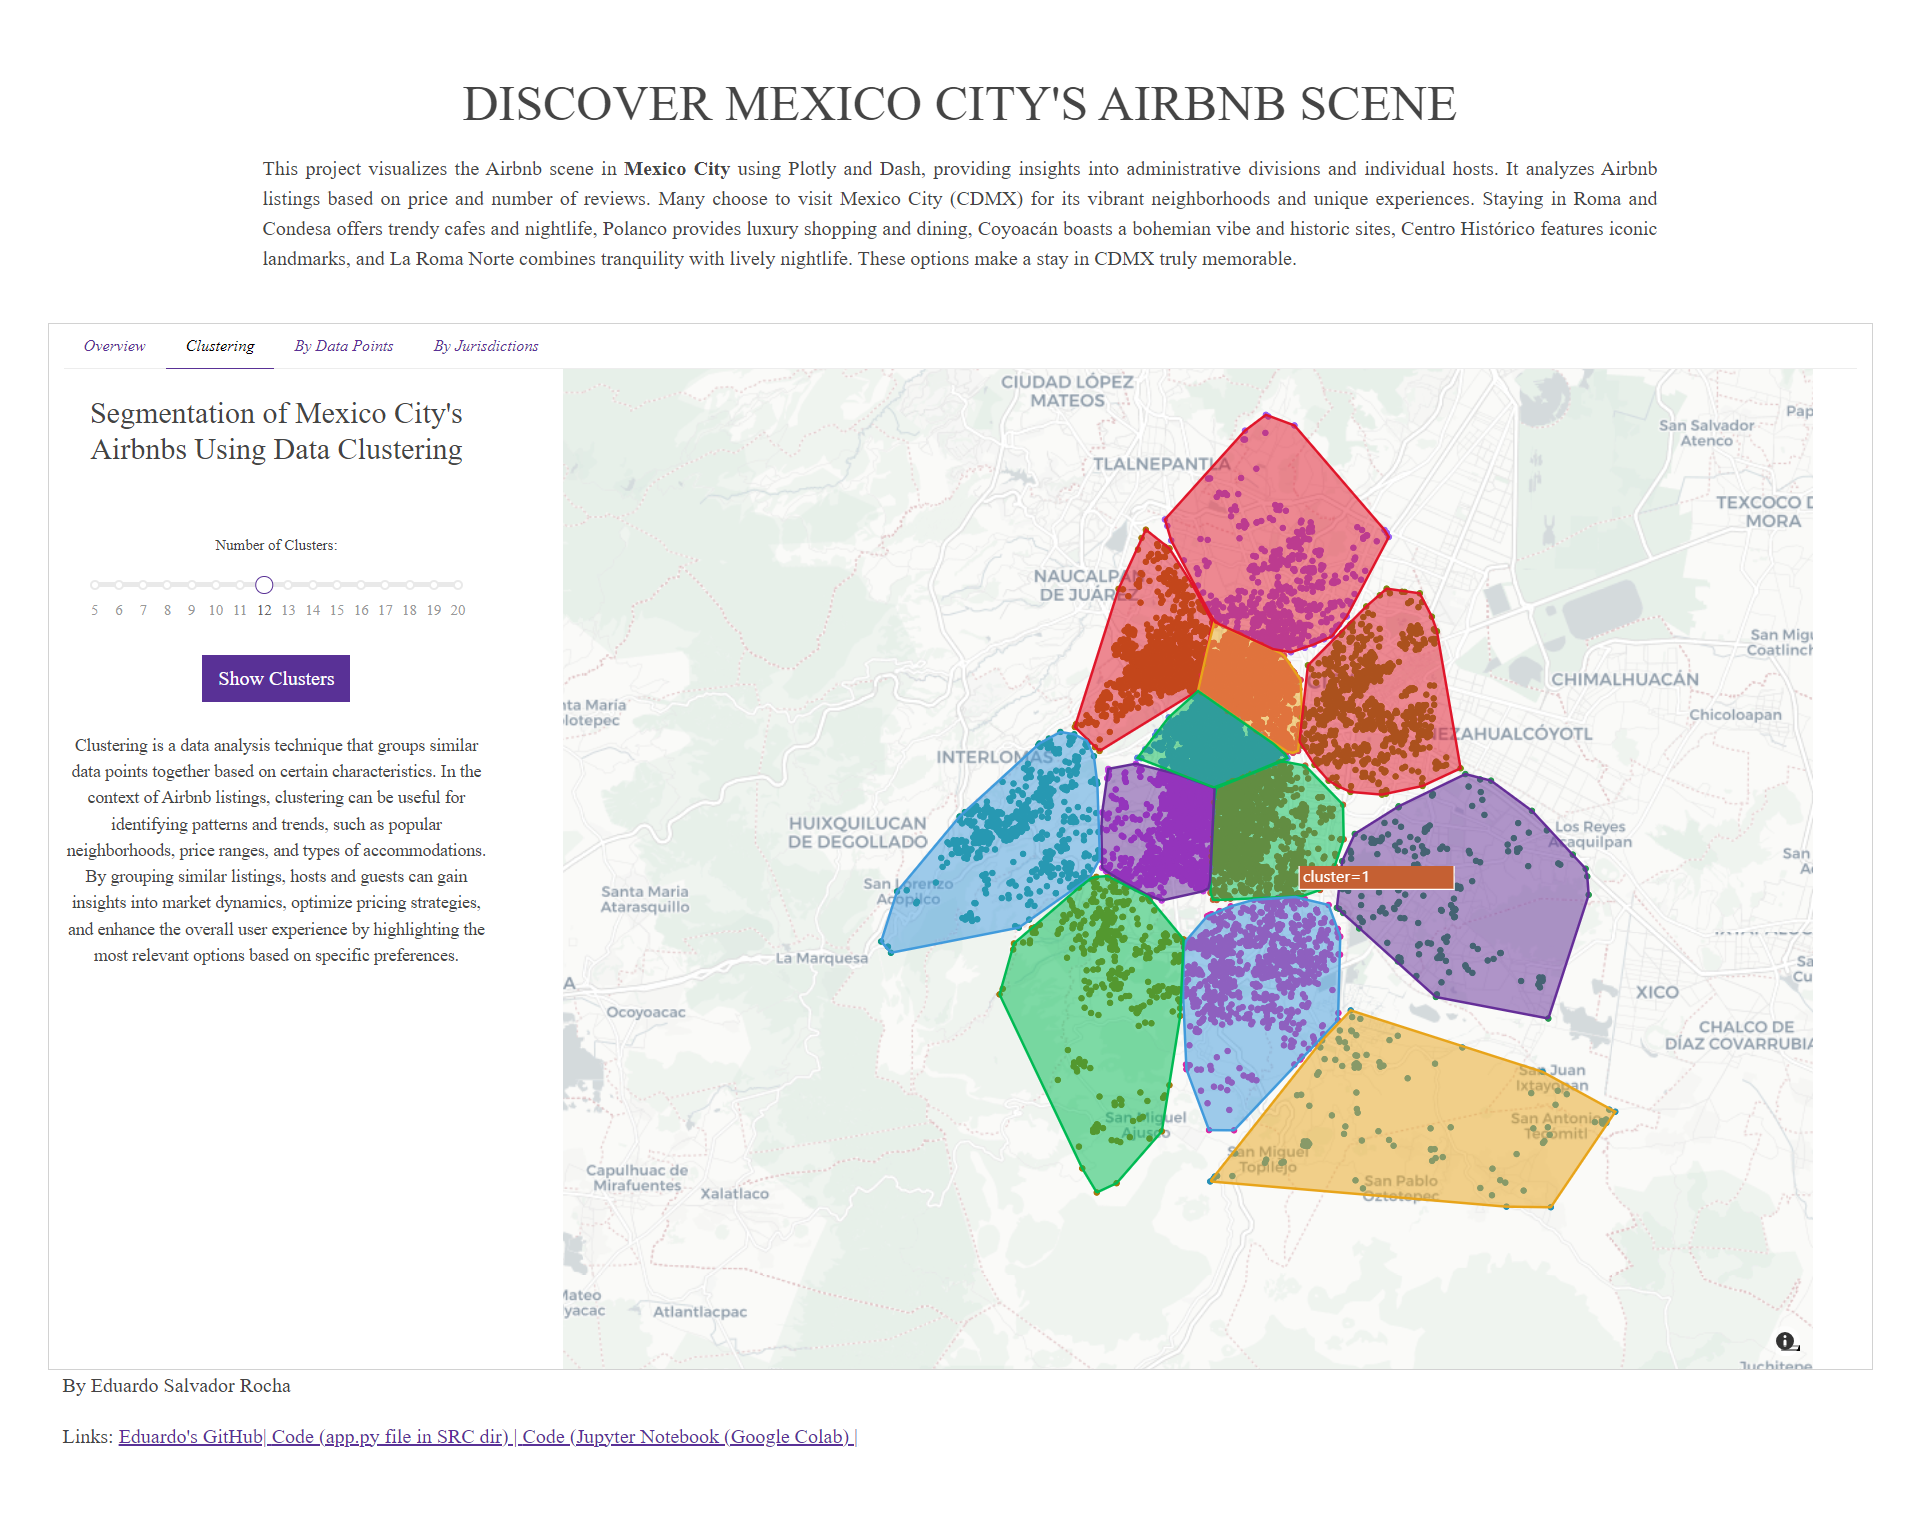 DISCOVER MEXICO CITY'S AIRBNB SCENE
This project visualizes the Airbnb scene in Mexico City using Plotly and Dash, providing insights into administrative divisions and individual hosts. It analyzes Airbnb
listings based on price and number of reviews. Many choose to visit Mexico City (CDMX) for its vibrant neighborhoods and unique experiences. Staying in Roma and
Condesa offers trendy cafes and nightlife, Polanco provides luxury shopping and dining, Coyoacán boasts a bohemian vibe and historic sites, Centro Histórico features iconic
landmarks, and La Roma Norte combines tranquility with lively nightlife. These options make a stay in CDMX truly memorable.
Overview Clustering By Data Points By Jurisdictions
Segmentation of Mexico City's
Airbnbs Using Data Clustering
Number of Clusters:
5 6 7 8 9 10 11 12 13 14 15 16 17 18 19 20
Show Clusters
Clustering is a data analysis technique that groups similar
data points together based on certain characteristics. In the
context of Airbnb listings, clustering can be useful for
identifying patterns and trends, such as popular
neighborhoods, price ranges, and types of accommodations.
By grouping similar listings, hosts and guests can gain
insights into market dynamics, optimize pricing strategies,
and enhance the overall user experience by highlighting the
most relevant options based on specific preferences.
CIUDAD LÓPEZ
MATEOS
Pap
San Salvador
Atenco
TLALNEPANTLA
TEXCOCO D
MORA
NAUCALPAN
DE JUÁREZ
San Migu
Coatlinch
CHIMALHUACÁN
nta María
olotepec
Chicoloapan
NEZAHUALCÓYOTL
INTERLOMAS
HUIXQUILUCAN
DE DEGOLLADO
Los Reyes
Acaquilpan
San
A
cluster=1
San Lorenzo
Acopilco
Santa Maria
Atarasquillo
La Marquesa
Sa
Cu
A
XICO
Ocoyoacac
CHALCO DE
DÍAZ COVARRUBIA
San Juan
Ixtayopan
San Miguel
Ajusco
San Antonio
Tecomitl
San Miguel
Topilejo
Capulhuac de
Mirafuentes
San Pablo
Oztotepec
Xalatlaco
Mateo
yacac
Atlantlacpac
Juchitepe
By Eduardo Salvador Rocha
Links: Eduardo's GitHub| Code (app.py file in SRC dir) | Code (Jupyter Notebook (Google Colab) |